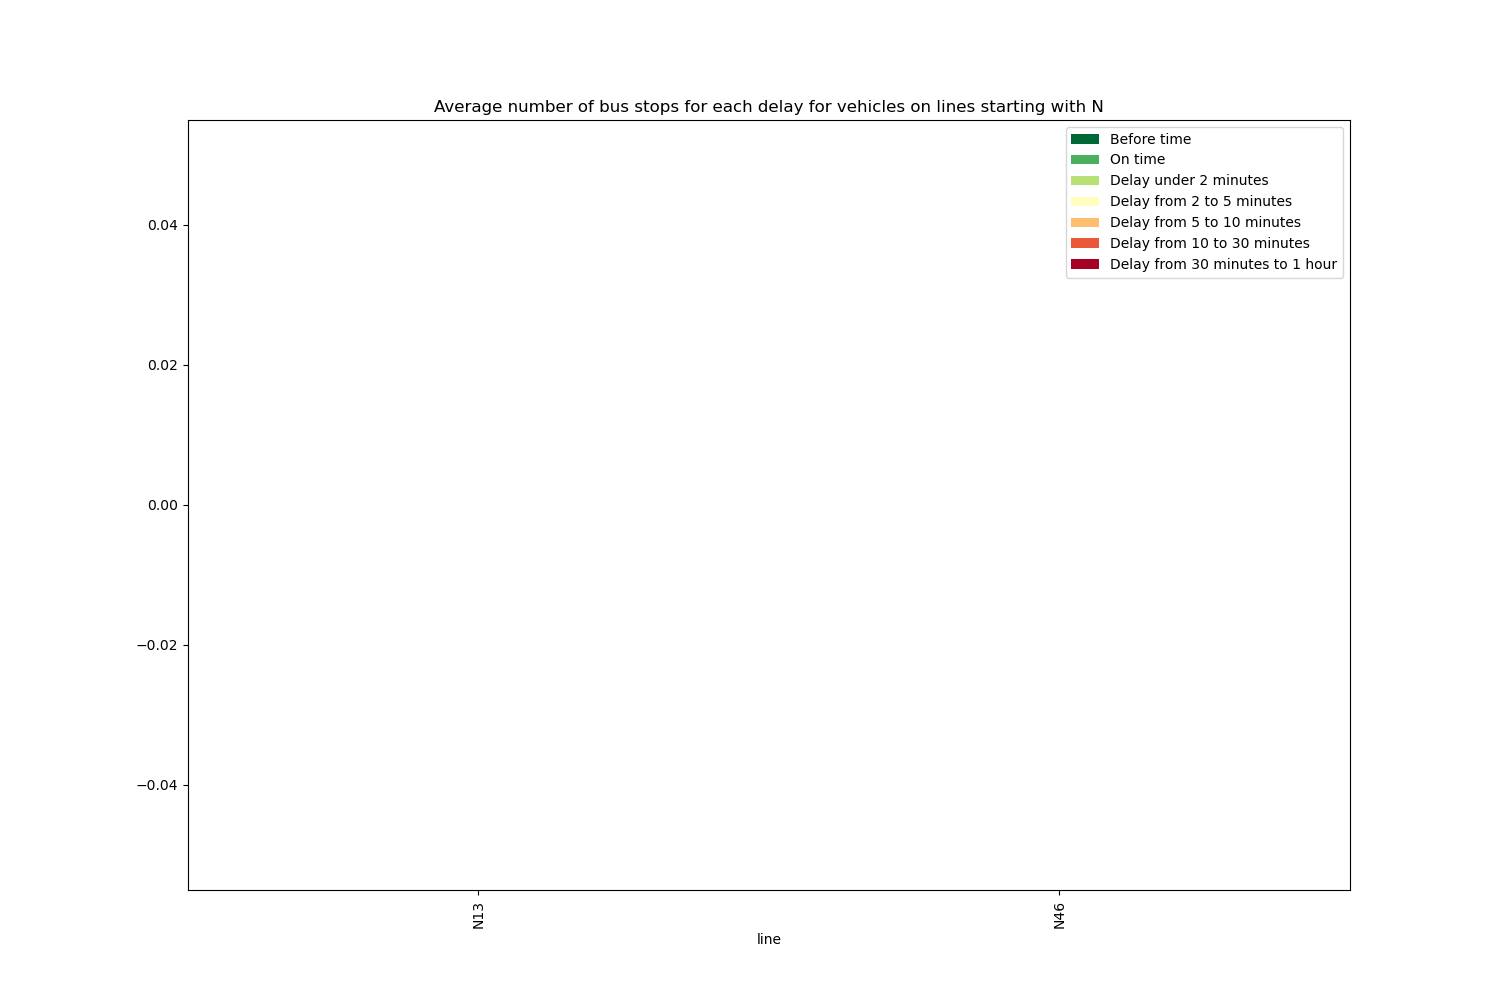 Average number of bus stops for each delay for vehicles on lines starting with N
Before time
On time
Delay under 2 minutes
Delay from 2 to 5 minutes
Delay from 5 to 10 minutes
Delay from 10 to 30 minutes
Delay from 30 minutes to 1 hour
0.04
0.02
0.00
−0.02
−0.04
N13
N46
line